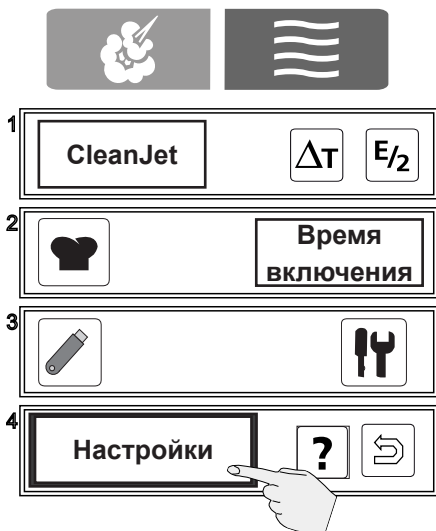 1
CleanJet
ΔT
E/2
2
Время
включения
3
4
Настройки
?